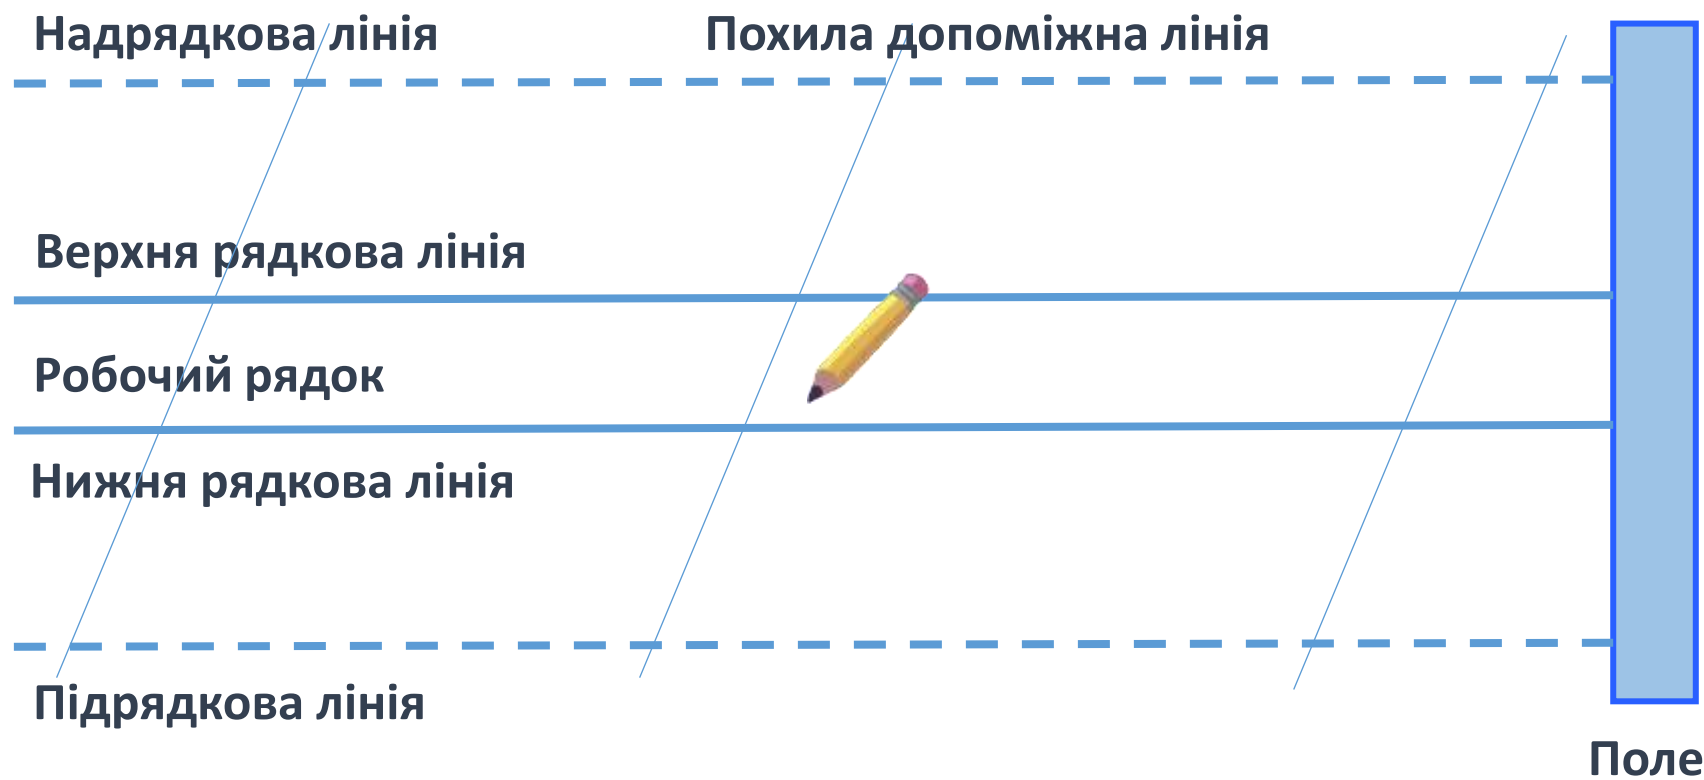 Надрядкова лінія
Похила допоміжна лінія
Верхня рядкова лінія
Робочий рядок
Нижня рядкова лінія
Підрядкова лінія
Поле